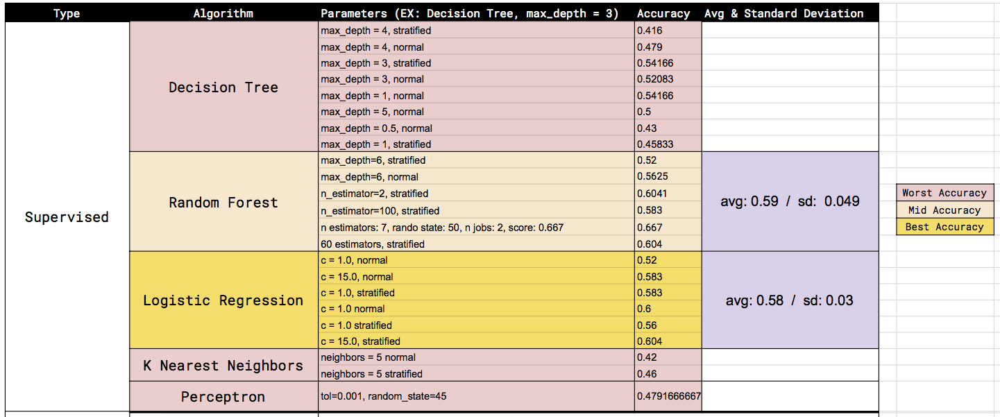 Type Algorithm Parameters (EX: Decision Tree, max_depth = 3) Accuracy Avg & Standard Deviation
Supervised
Decision Tree
max_depth = 4, stratified 0.416
max_depth = 4, normal 0.479
max_depth = 3, stratified 0.54166
max_depth = 3, normal 0.52083
max_depth = 1, normal 0.54166
max_depth = 5, normal 0.5
max_depth = 0.5, normal 0.43
max_depth = 1, stratified 0.45833
Random Forest
max_depth=6, stratified 0.52
max_depth=6, normal 0.5625
n_estimator=2, stratified 0.6041
n_estimator=100, stratified 0.583
n estimators: 7, rando state: 50, n jobs: 2, score: 0.667 0.667
60 estimators, stratified 0.604
avg: 0.59 / sd: 0.049
Logistic Regression
c = 1.0, normal 0.52
c = 15.0, normal 0.583
c = 1.0, stratified 0.583
c = 1.0 normal 0.6
c = 1.0 stratified 0.56
c = 15.0, stratified 0.604
avg: 0.58 / sd: 0.03
K Nearest Neighbors
neighbors = 5 normal 0.42
neighbors = 5 stratified 0.46
Perceptron
tol=0.001, random_state=45 0.4791666667
Worst Accuracy
Mid Accuracy
Best Accuracy